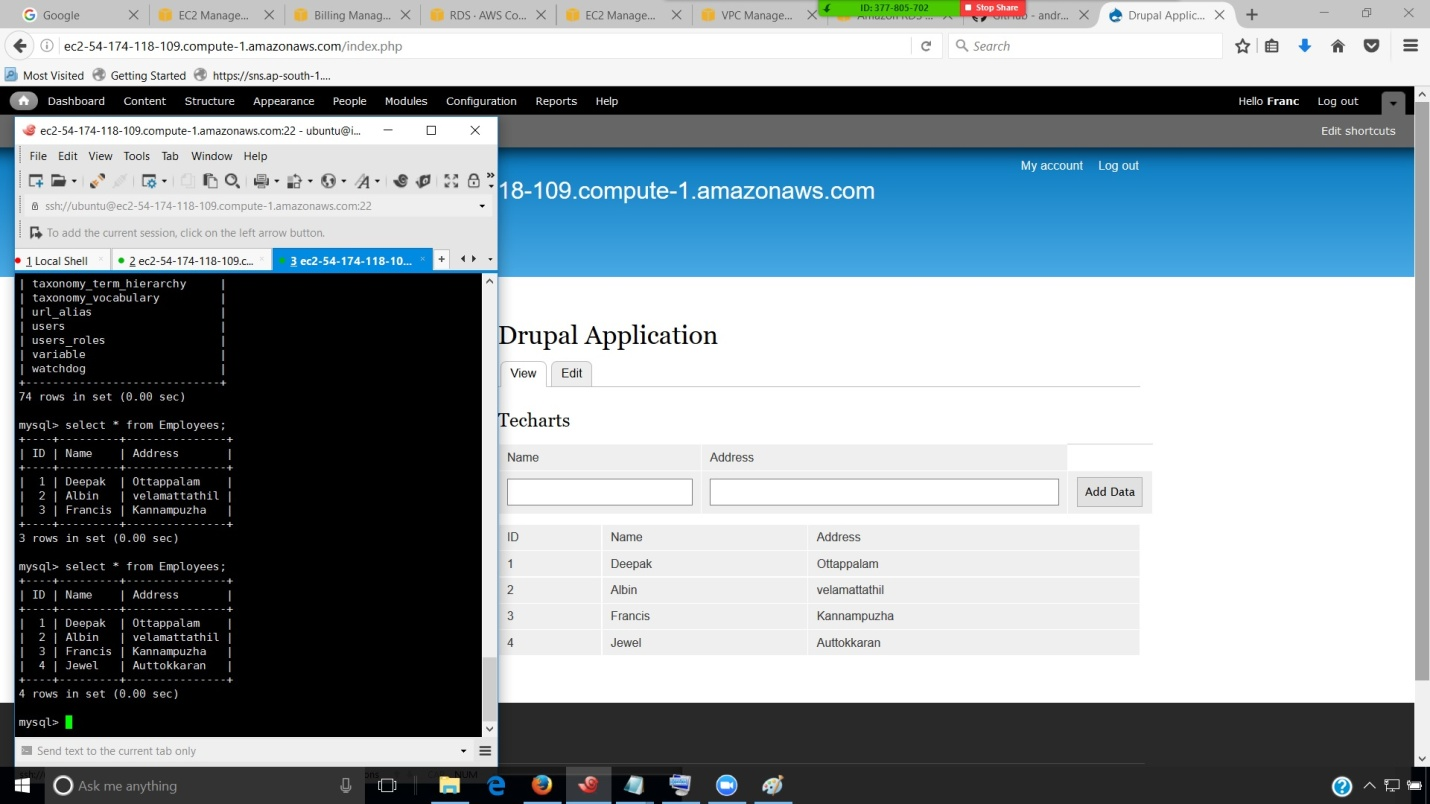 Google
EC2 Manage...
Billing Manag...
RDS · AWS Co...
EC2 Manage...
VPC Manage...
Amazon RDS
GitHub - andr...
Drupal Applic...
ID: 377-805-702
Stop Share
ec2-54-174-118-109.compute-1.amazonaws.com/index.php
Search
Most Visited
Getting Started
https://sns.ap-south-1....
Dashboard
Content
Structure
Appearance
People
Modules
Configuration
Reports
Help
Hello Franc
Log out
Edit shortcuts
My account
Log out
18-109.compute-1.amazonaws.com
ec2-54-174-118-109.compute-1.amazonaws.com:22 - ubuntu@i...
File Edit View Tools Tab Window Help
ssh://ubuntu@ec2-54-174-118-109.compute-1.amazonaws.com:22
To add the current session, click on the left arrow button.
1 Local Shell
2 ec2-54-174-118-109.c...
3 ec2-54-174-118-10...
| taxonomy_term_hierarchy |
| taxonomy_vocabulary |
| url_alias |
| users |
| users_roles |
| variable |
| watchdog |
+-----------------------------+
74 rows in set (0.00 sec)
mysql> select * from Employees;
+----+---------+---------------+
| ID | Name | Address |
+----+---------+---------------+
| 1 | Deepak | Ottappalam |
| 2 | Albin | velamattathil |
| 3 | Francis | Kannampuzha |
+----+---------+---------------+
3 rows in set (0.00 sec)
mysql> select * from Employees;
+----+---------+---------------+
| ID | Name | Address |
+----+---------+---------------+
| 1 | Deepak | Ottappalam |
| 2 | Albin | velamattathil |
| 3 | Francis | Kannampuzha |
| 4 | Jewel | Auttokkaran |
+----+---------+---------------+
4 rows in set (0.00 sec)
mysql>
Send text to the current tab only
Drupal Application
View
Edit
Techarts
Name Address
Add Data
ID Name Address
1 Deepak Ottappalam
2 Albin velamattathil
3 Francis Kannampuzha
4 Jewel Auttokkaran
Ask me anything
NUM